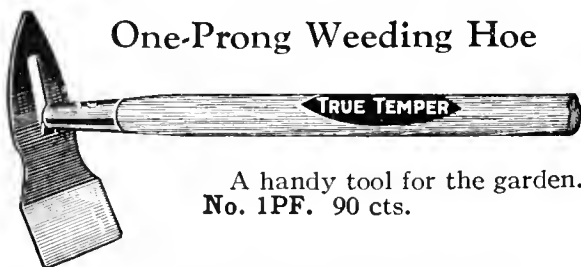 One-Prong Weeding Hoe
TRUE TEMPER
A handy tool for the garden.
No. 1PF. 90 cts.